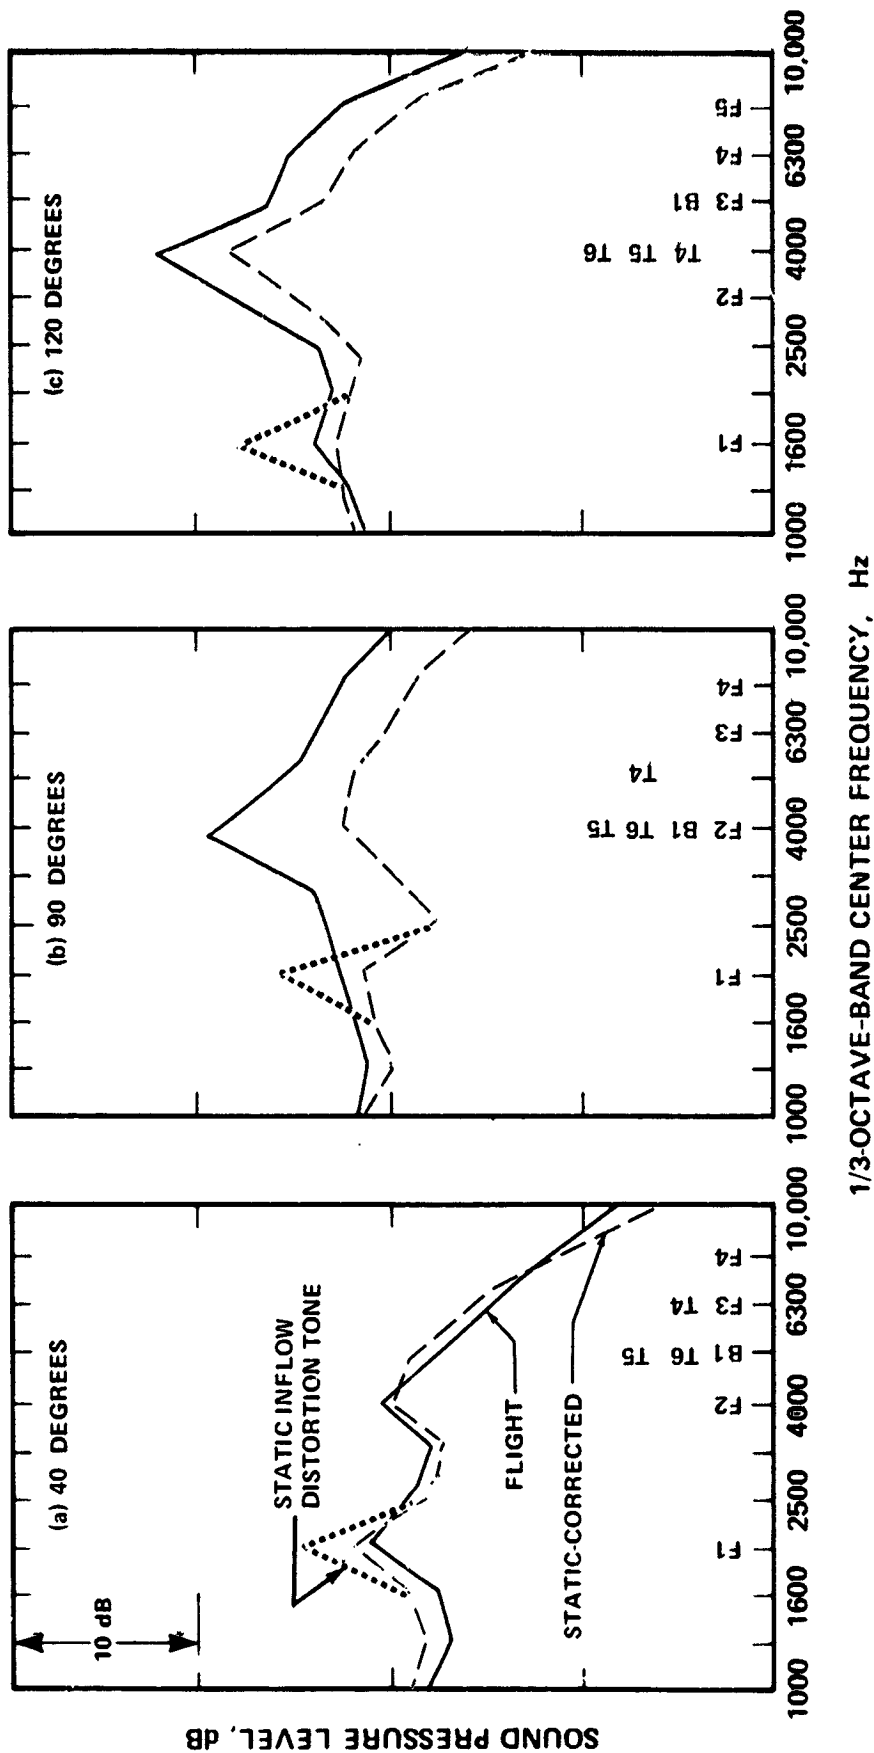 SOUND PRESSURE LEVEL, dB
(a) 40 DEGREES
10 dB
STATIC INFLOW
DISTORTION TONE
FLIGHT
STATIC-CORRECTED
F1
F2
B1 T6 T5
F3 T4
F4
1000 1600 2500 4000 6300 10,000
(b) 90 DEGREES
F1
F2 B1 T6 T5
T4
F3
F4
1000 1600 2500 4000 6300 10,000
(c) 120 DEGREES
F1
F2
T4 T5 T6
F3 B1
F4
F5
1000 1600 2500 4000 6300 10,000
1/3-OCTAVE-BAND CENTER FREQUENCY, Hz